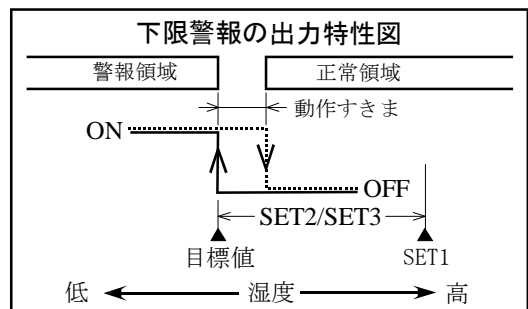 下限警報の出力特性図
警報領域 正常領域
動作すきま
ON
OFF
SET2/SET3
目標値 SET1
低 湿度 高